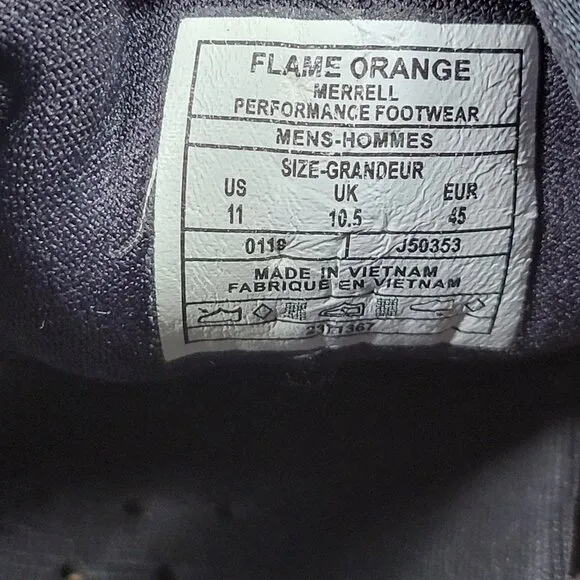 FLAME ORANGE
MERRELL
PERFORMANCE FOOTWEAR
MENS-HOMMES
SIZE-GRANDEUR
US UK EUR
11 10.5 45
0119 J50353
MADE IN VIETNAM
FABRIQUE EN VIETNAM